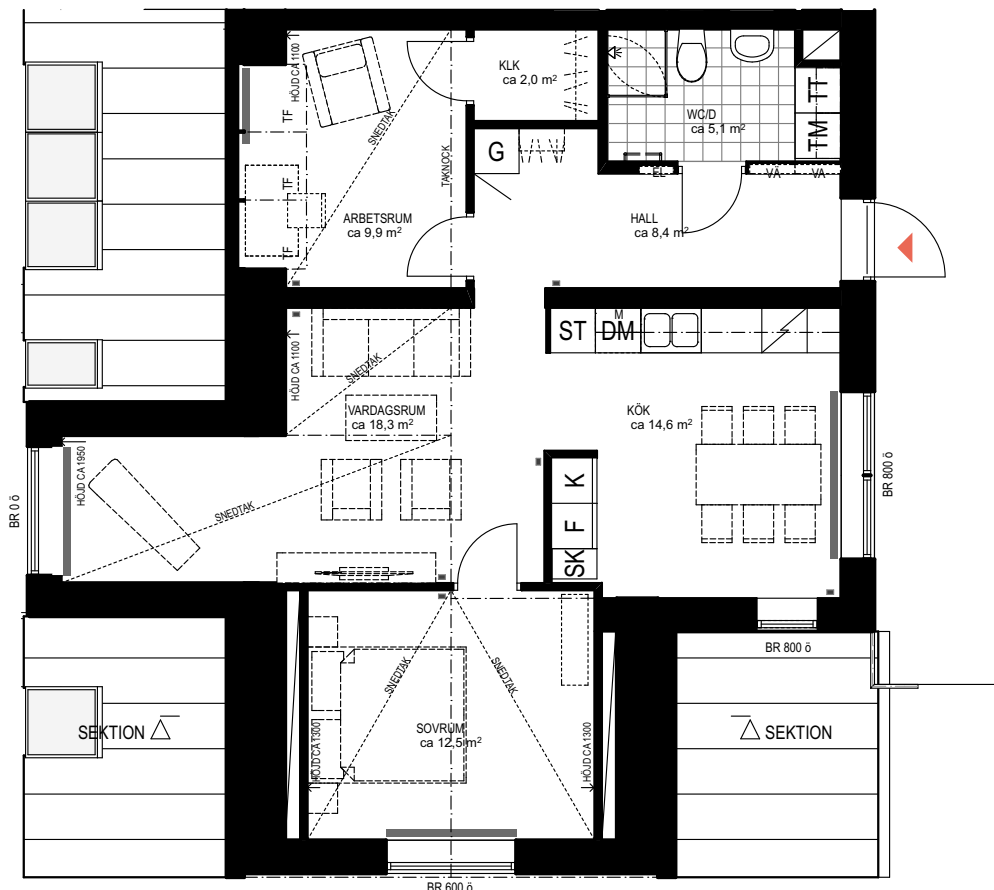 KLK
ca 2,0 m²
WC/D
ca 5,1 m²
TT
TM
G
EL
VÄ
VA
HÖJD CA 1100
TF
TF
TF
SNEDTAK
TAKNOCK
ARBETSRUM
ca 9,9 m²
HALL
ca 8,4 m²
HÖJD CA 1100
SNEDTAK
ST
DM
M
VARDAGSRUM
ca 18,3 m²
KÖK
ca 14,6 m²
HÖJD CA 1950
BR 0 ö
SNEDTAK
K
F
SK
BR 800 ö
BR 800 ö
SNEDTAK
SNEDTAK
SOVRUM
ca 12,5 m²
HÖJD CA 1300
HÖJD CA 1300
SEKTION
SEKTION
BR 600 ö